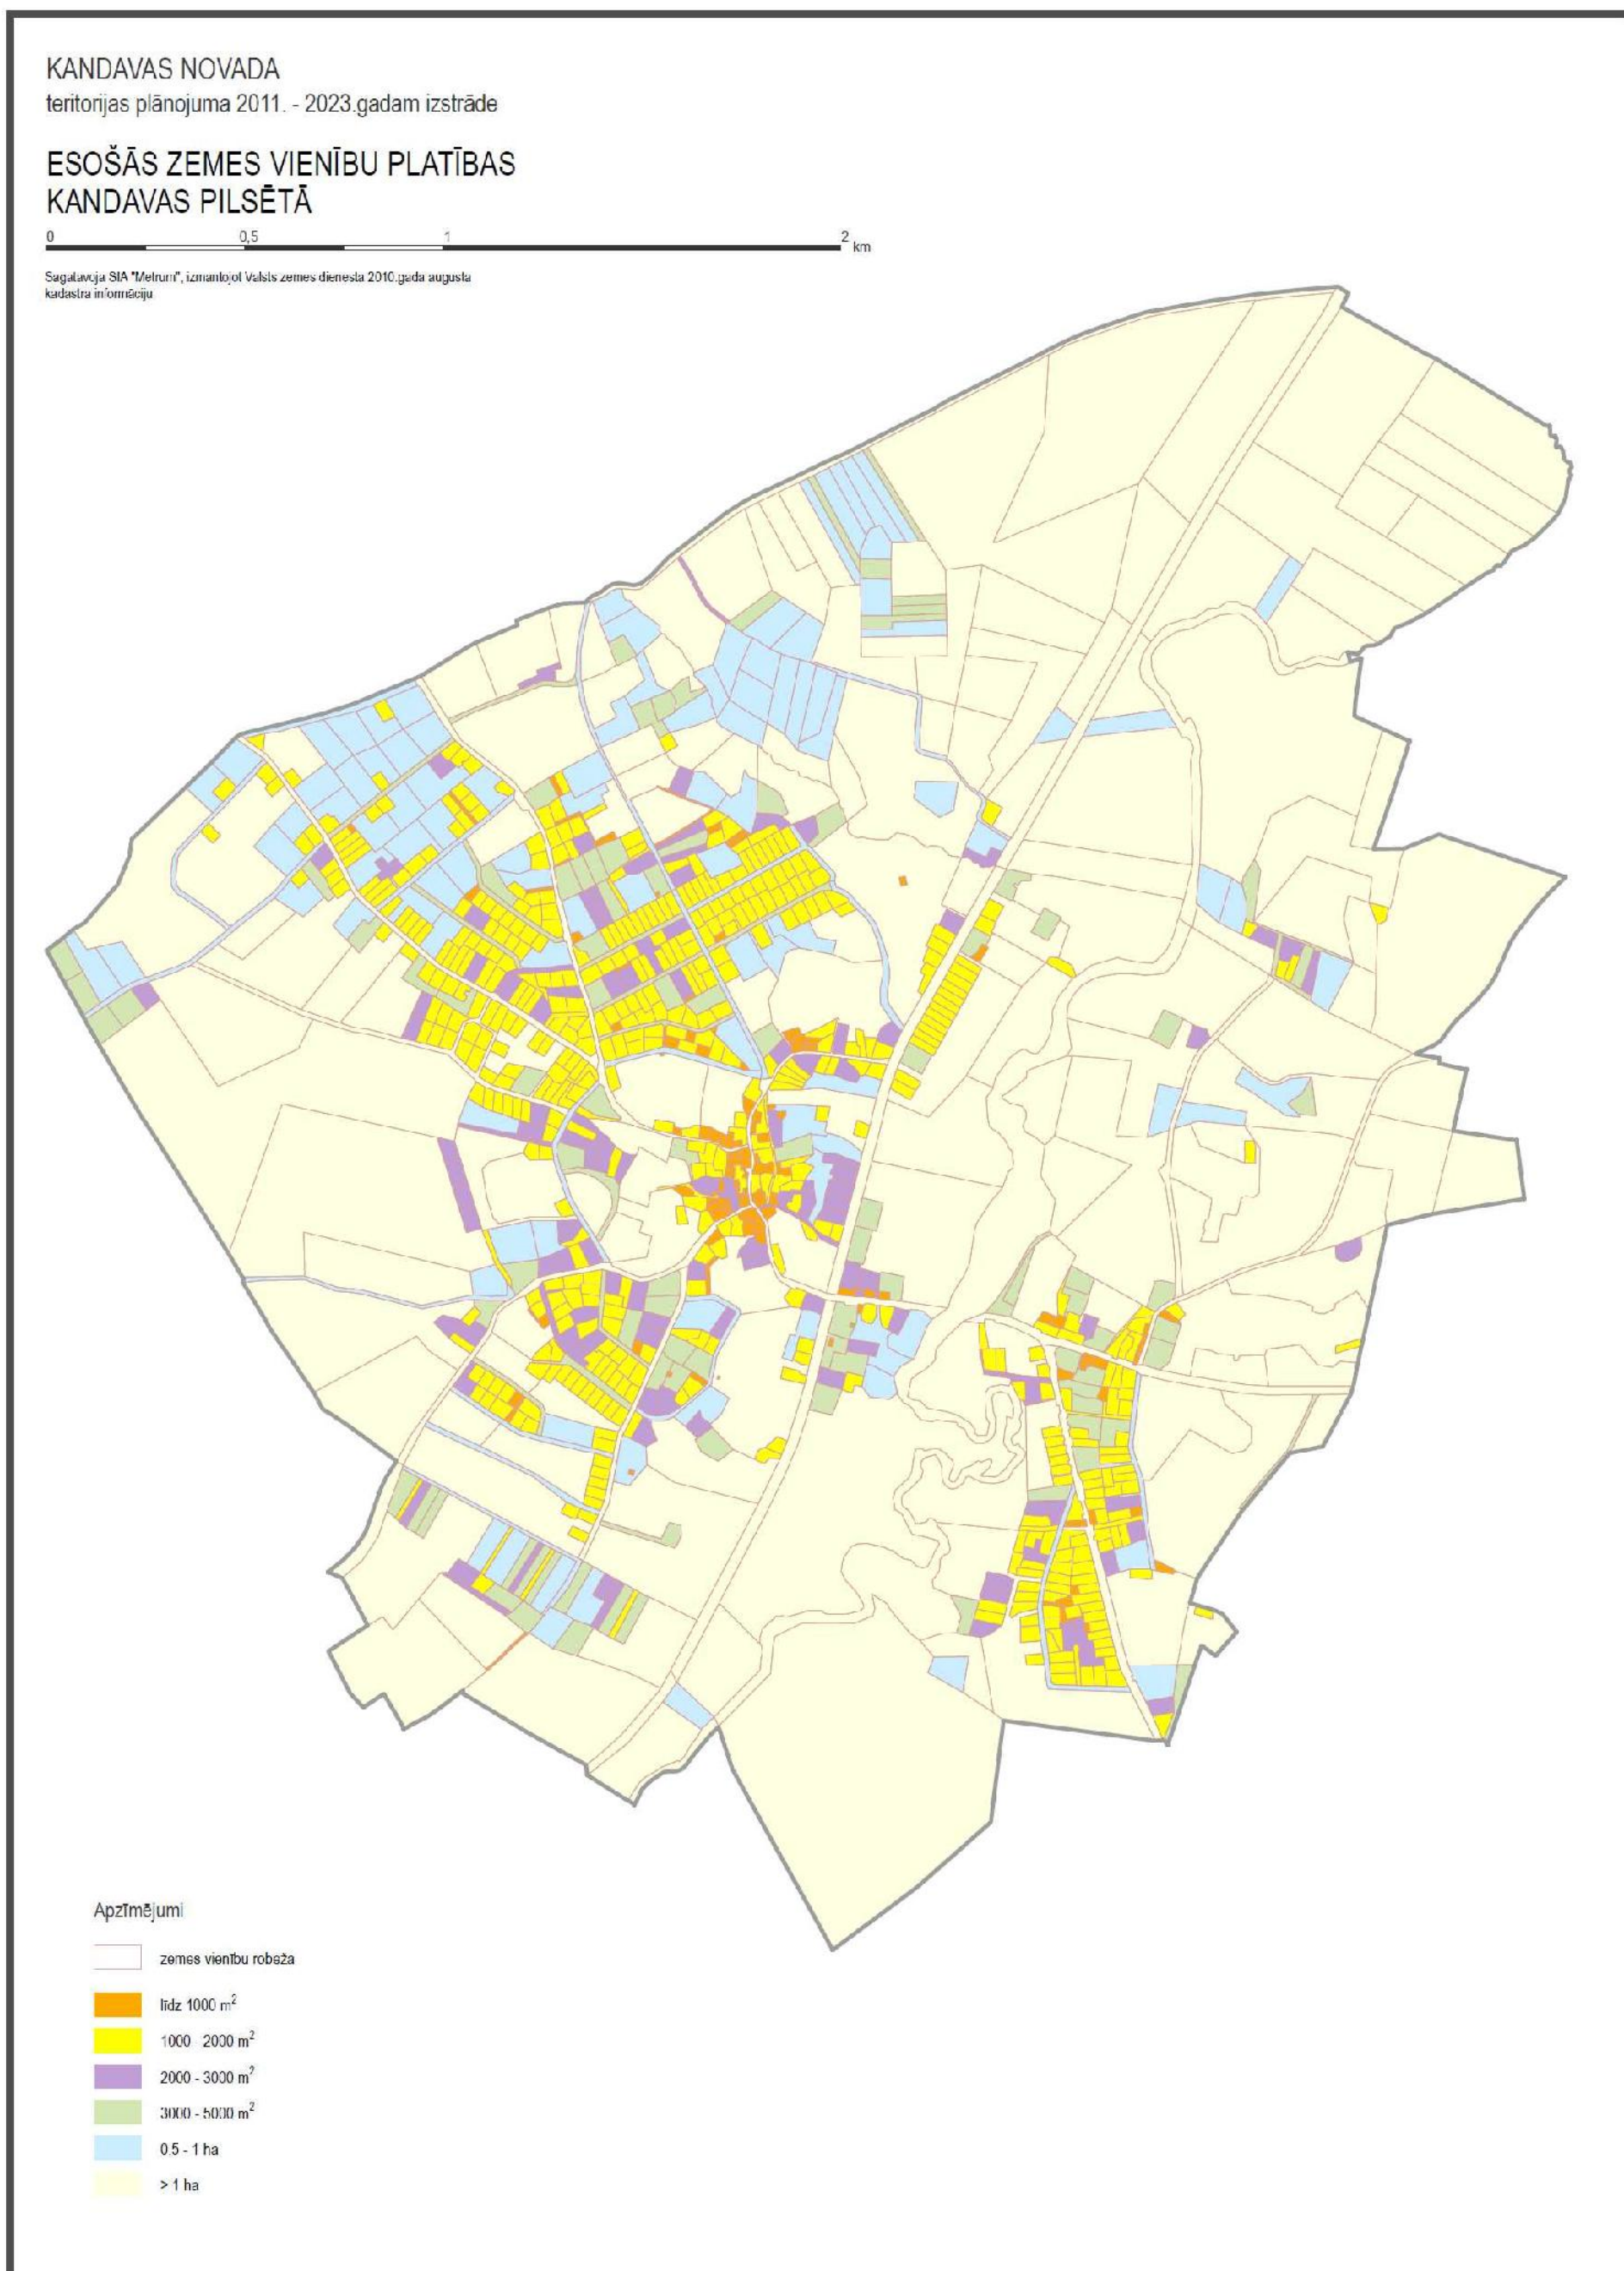 KANDAVAS NOVADA
teritorijas plānojuma 2011. - 2023.gadam izstrāde
ESOŠĀS ZEMES VIENĪBU PLATĪBAS
KANDAVAS PILSĒTĀ
0 0,5 1 2 km
Sagatavoja SIA "Metrum", izmantojot Valsts zemes dienesta 2010.gada augusta
kadastra informāciju
Apzīmējumi
zemes vienību robeža
līdz 1000 m²
1000 - 2000 m²
2000 - 3000 m²
3000 - 5000 m²
0.5 - 1 ha
> 1 ha